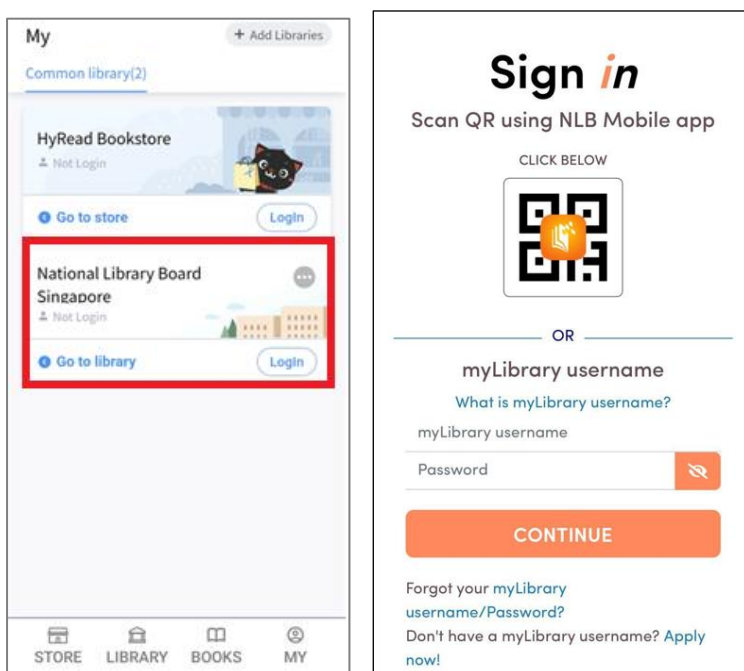 My
+ Add Libraries
Common library(2)
HyRead Bookstore
Not Login
Go to store
Login
National Library Board
Singapore
Not Login
Go to library
Login
STORE
LIBRARY
BOOKS
MY
Sign in
Scan QR using NLB Mobile app
CLICK BELOW
OR
myLibrary username
What is myLibrary username?
myLibrary username
Password
CONTINUE
Forgot your myLibrary
username/Password?
Don't have a myLibrary username? Apply
now!